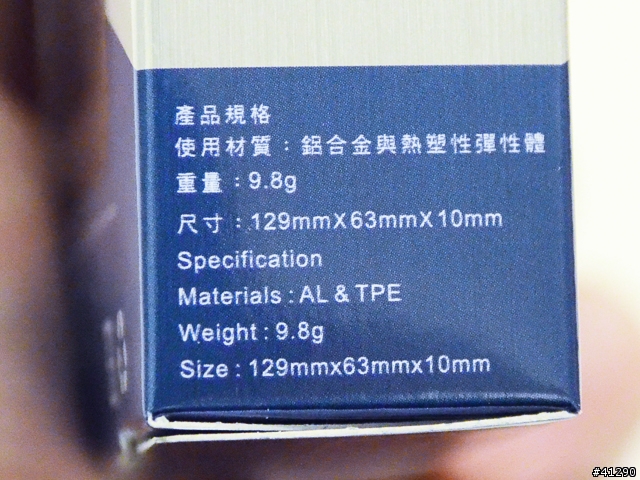 產品規格
使用材質：鋁合金與熱塑性彈性體
重量：9.8g
尺寸：129mmX63mmX10mm
Specification
Materials : AL & TPE
Weight : 9.8g
Size : 129mmx63mmx10mm
#41290